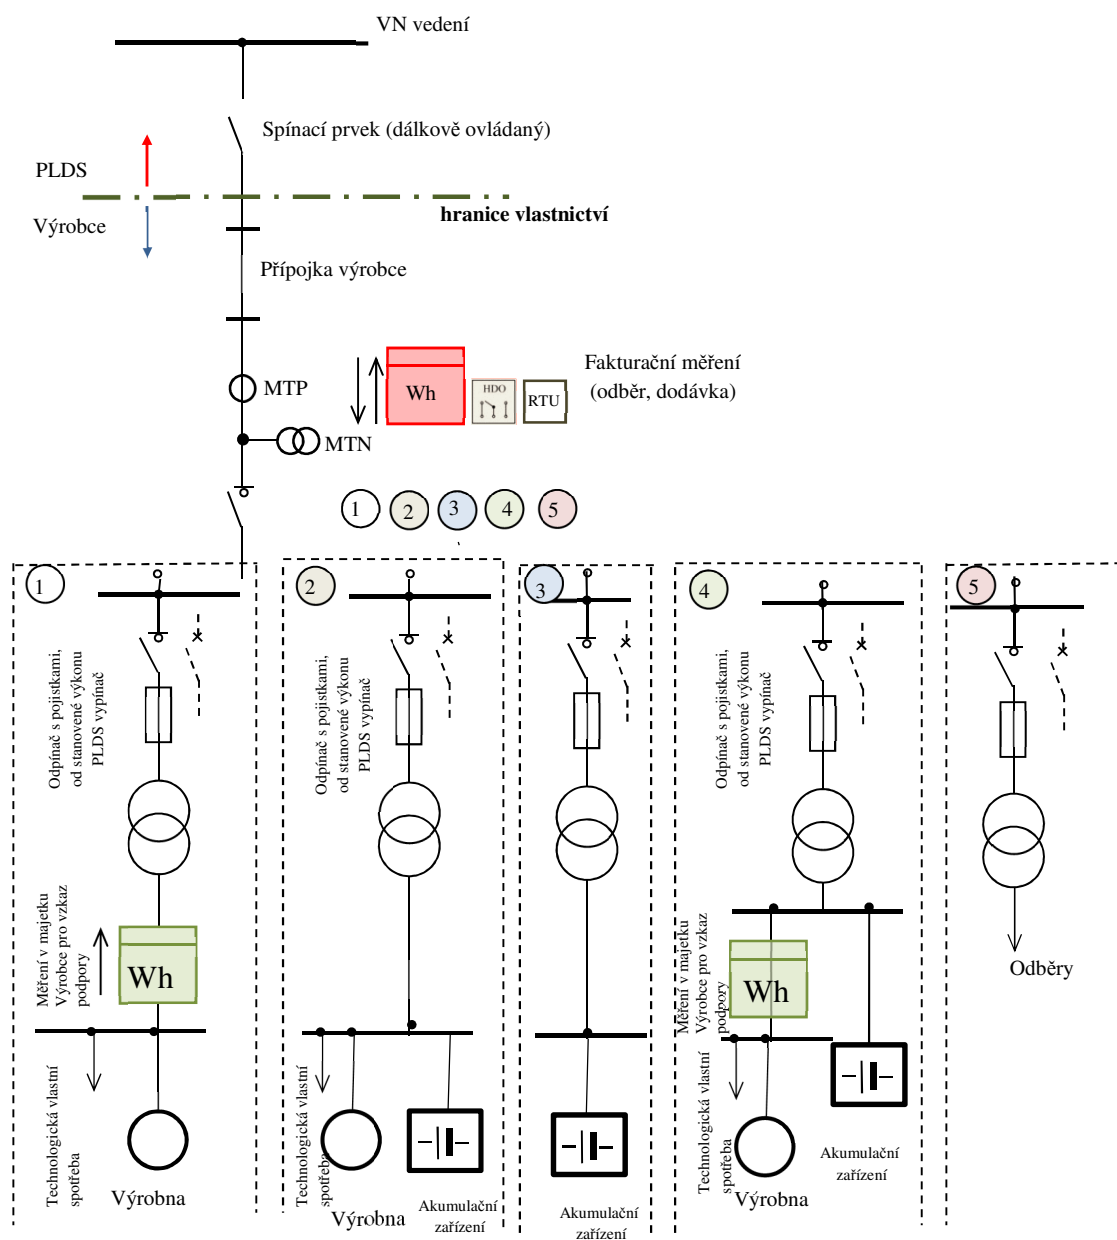 VN vedení
Spínací prvek (dálkově ovládaný)
PLDS
hranice vlastnictví
Výrobce
Přípojka výrobce
MTP
Wh
HDO
RTU
Fakturační měření
(odběr, dodávka)
MTN
1
2
3
4
5
1
2
3
4
5
Odpínač s pojistkami,
od stanovené výkonu
PLDS vypínač
Odpínač s pojistkami,
od stanovené výkonu
PLDS vypínač
Odpínač s pojistkami,
od stanovené výkonu
PLDS vypínač
Měření v majetku
Výrobce pro vzkaz
podpory
Wh
Měření v majetku
Výrobce pro vzkaz
podpory
Wh
Odběry
Technologická vlastní
spotřeba
Výrobna
Technologická vlastní
spotřeba
Výrobna
Akumulační
zařízení
Akumulační
zařízení
Technologická vlastní
spotřeba
Výrobna
Akumulační
zařízení